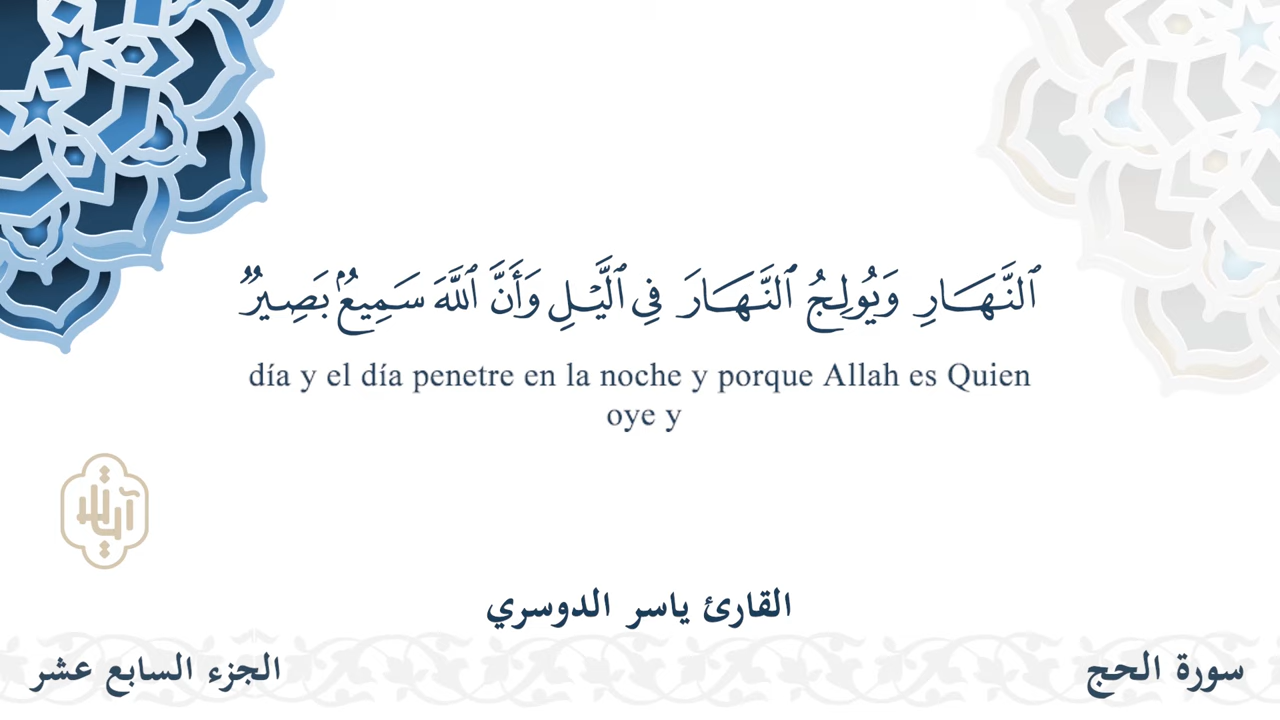 ٱلنَّهَارِ وَيُولِجُ ٱلنَّهَارَ فِي ٱلَّيۡلِ وَأَنَّ ٱللَّهَ سَمِيعُۢ بَصِيرٞ
día y el día penetre en la noche y porque Allah es Quien
oye y
القارئ ياسر الدوسري
سورة الحج
الجزء السابع عشر